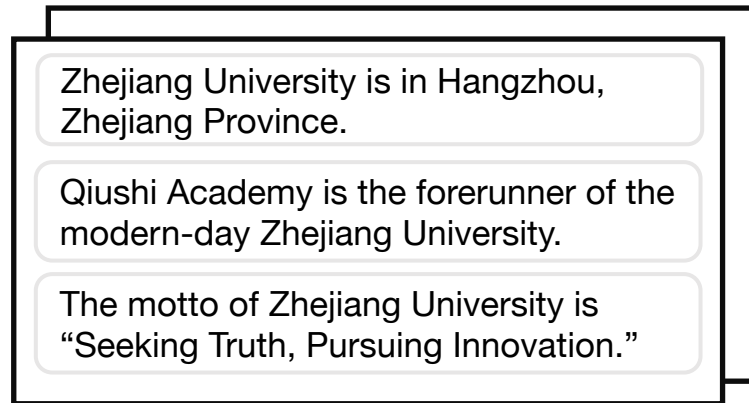 Zhejiang University is in Hangzhou,
Zhejiang Province.
Qiushi Academy is the forerunner of the
modern-day Zhejiang University.
The motto of Zhejiang University is
“Seeking Truth, Pursuing Innovation.”